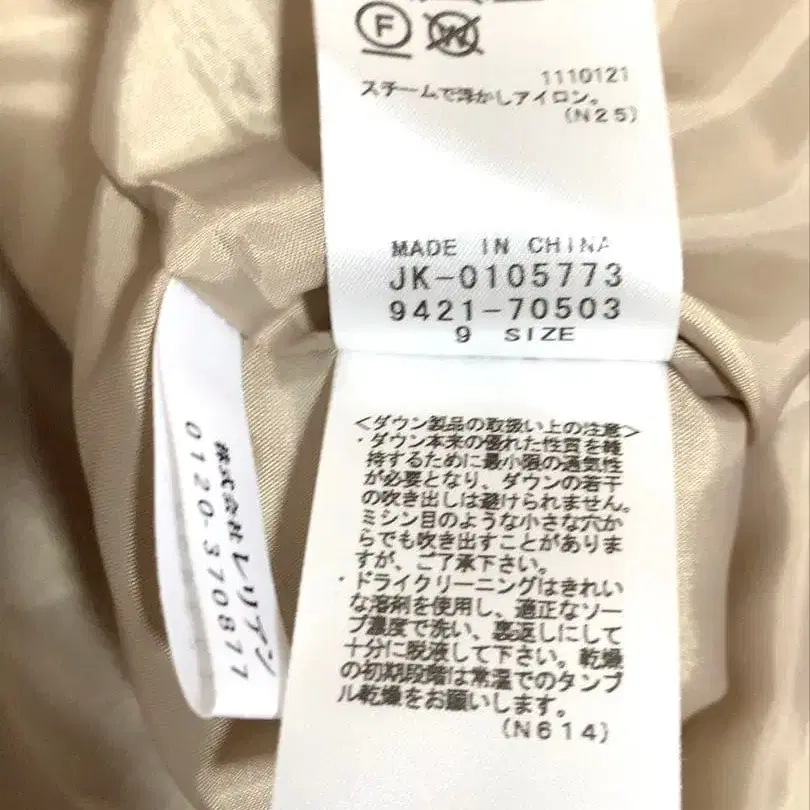 F
W
1110121
スチームで浮かしアイロン。
(N25)
MADE IN CHINA
JK-0105773
9421-70503
9 SIZE
株式会社レリアン
0120-370877
<ダウン製品の取扱い上の注意>
・ダウン本来の優れた性質を維
持するために最小限の通気性
が必要となり、ダウンの若干
の吹き出しは避けられません。
ミシン目のような小さな穴か
らでも吹き出すことがありま
すが、ご了承下さい。
・ドライクリーニングはきれい
な溶剤を使用し、適正なソー
プ濃度で洗い、裏返しにして
十分に脱液して下さい。乾燥
の初期段階は常温でのタンブ
ル乾燥をお願いします。
(N614)